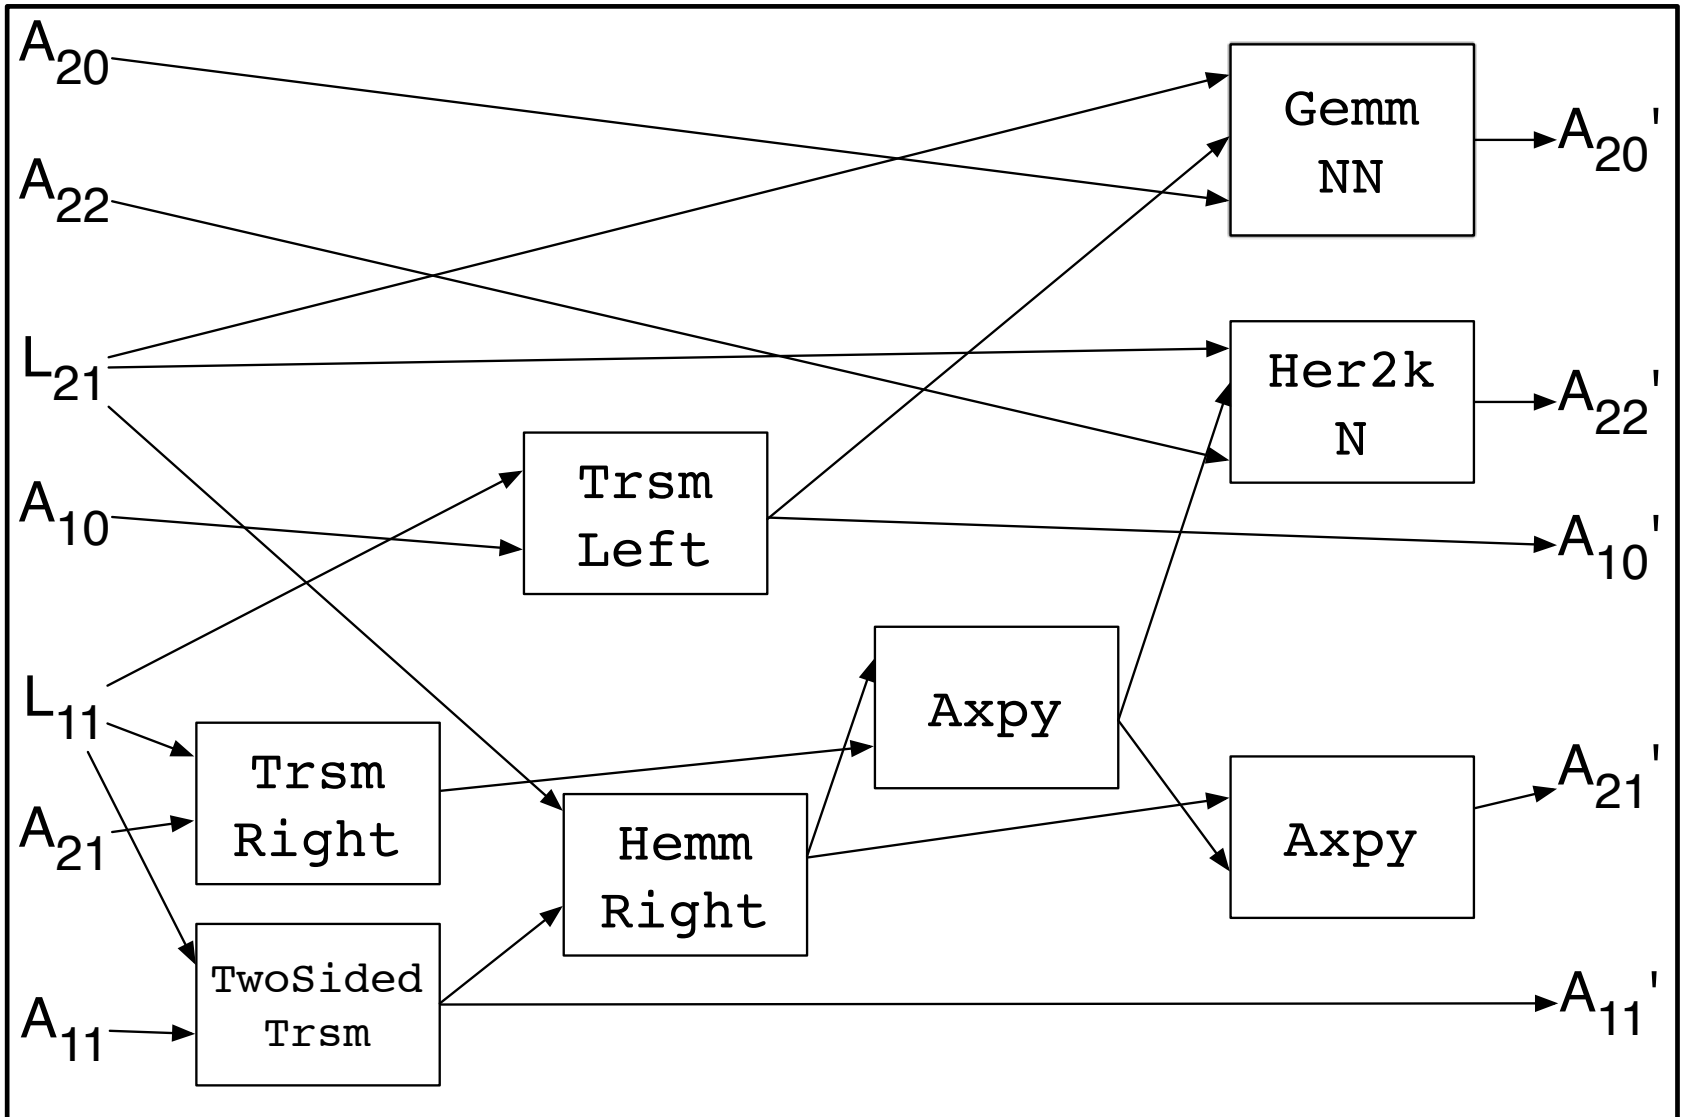 A20
Gemm
NN
A20'
A22
L21
Her2k
N
A22'
A10
Trsm
Left
A10'
L11
Axpy
Trsm
Right
A21
Hemm
Right
Axpy
A21'
TwoSided
Trsm
A11
A11'